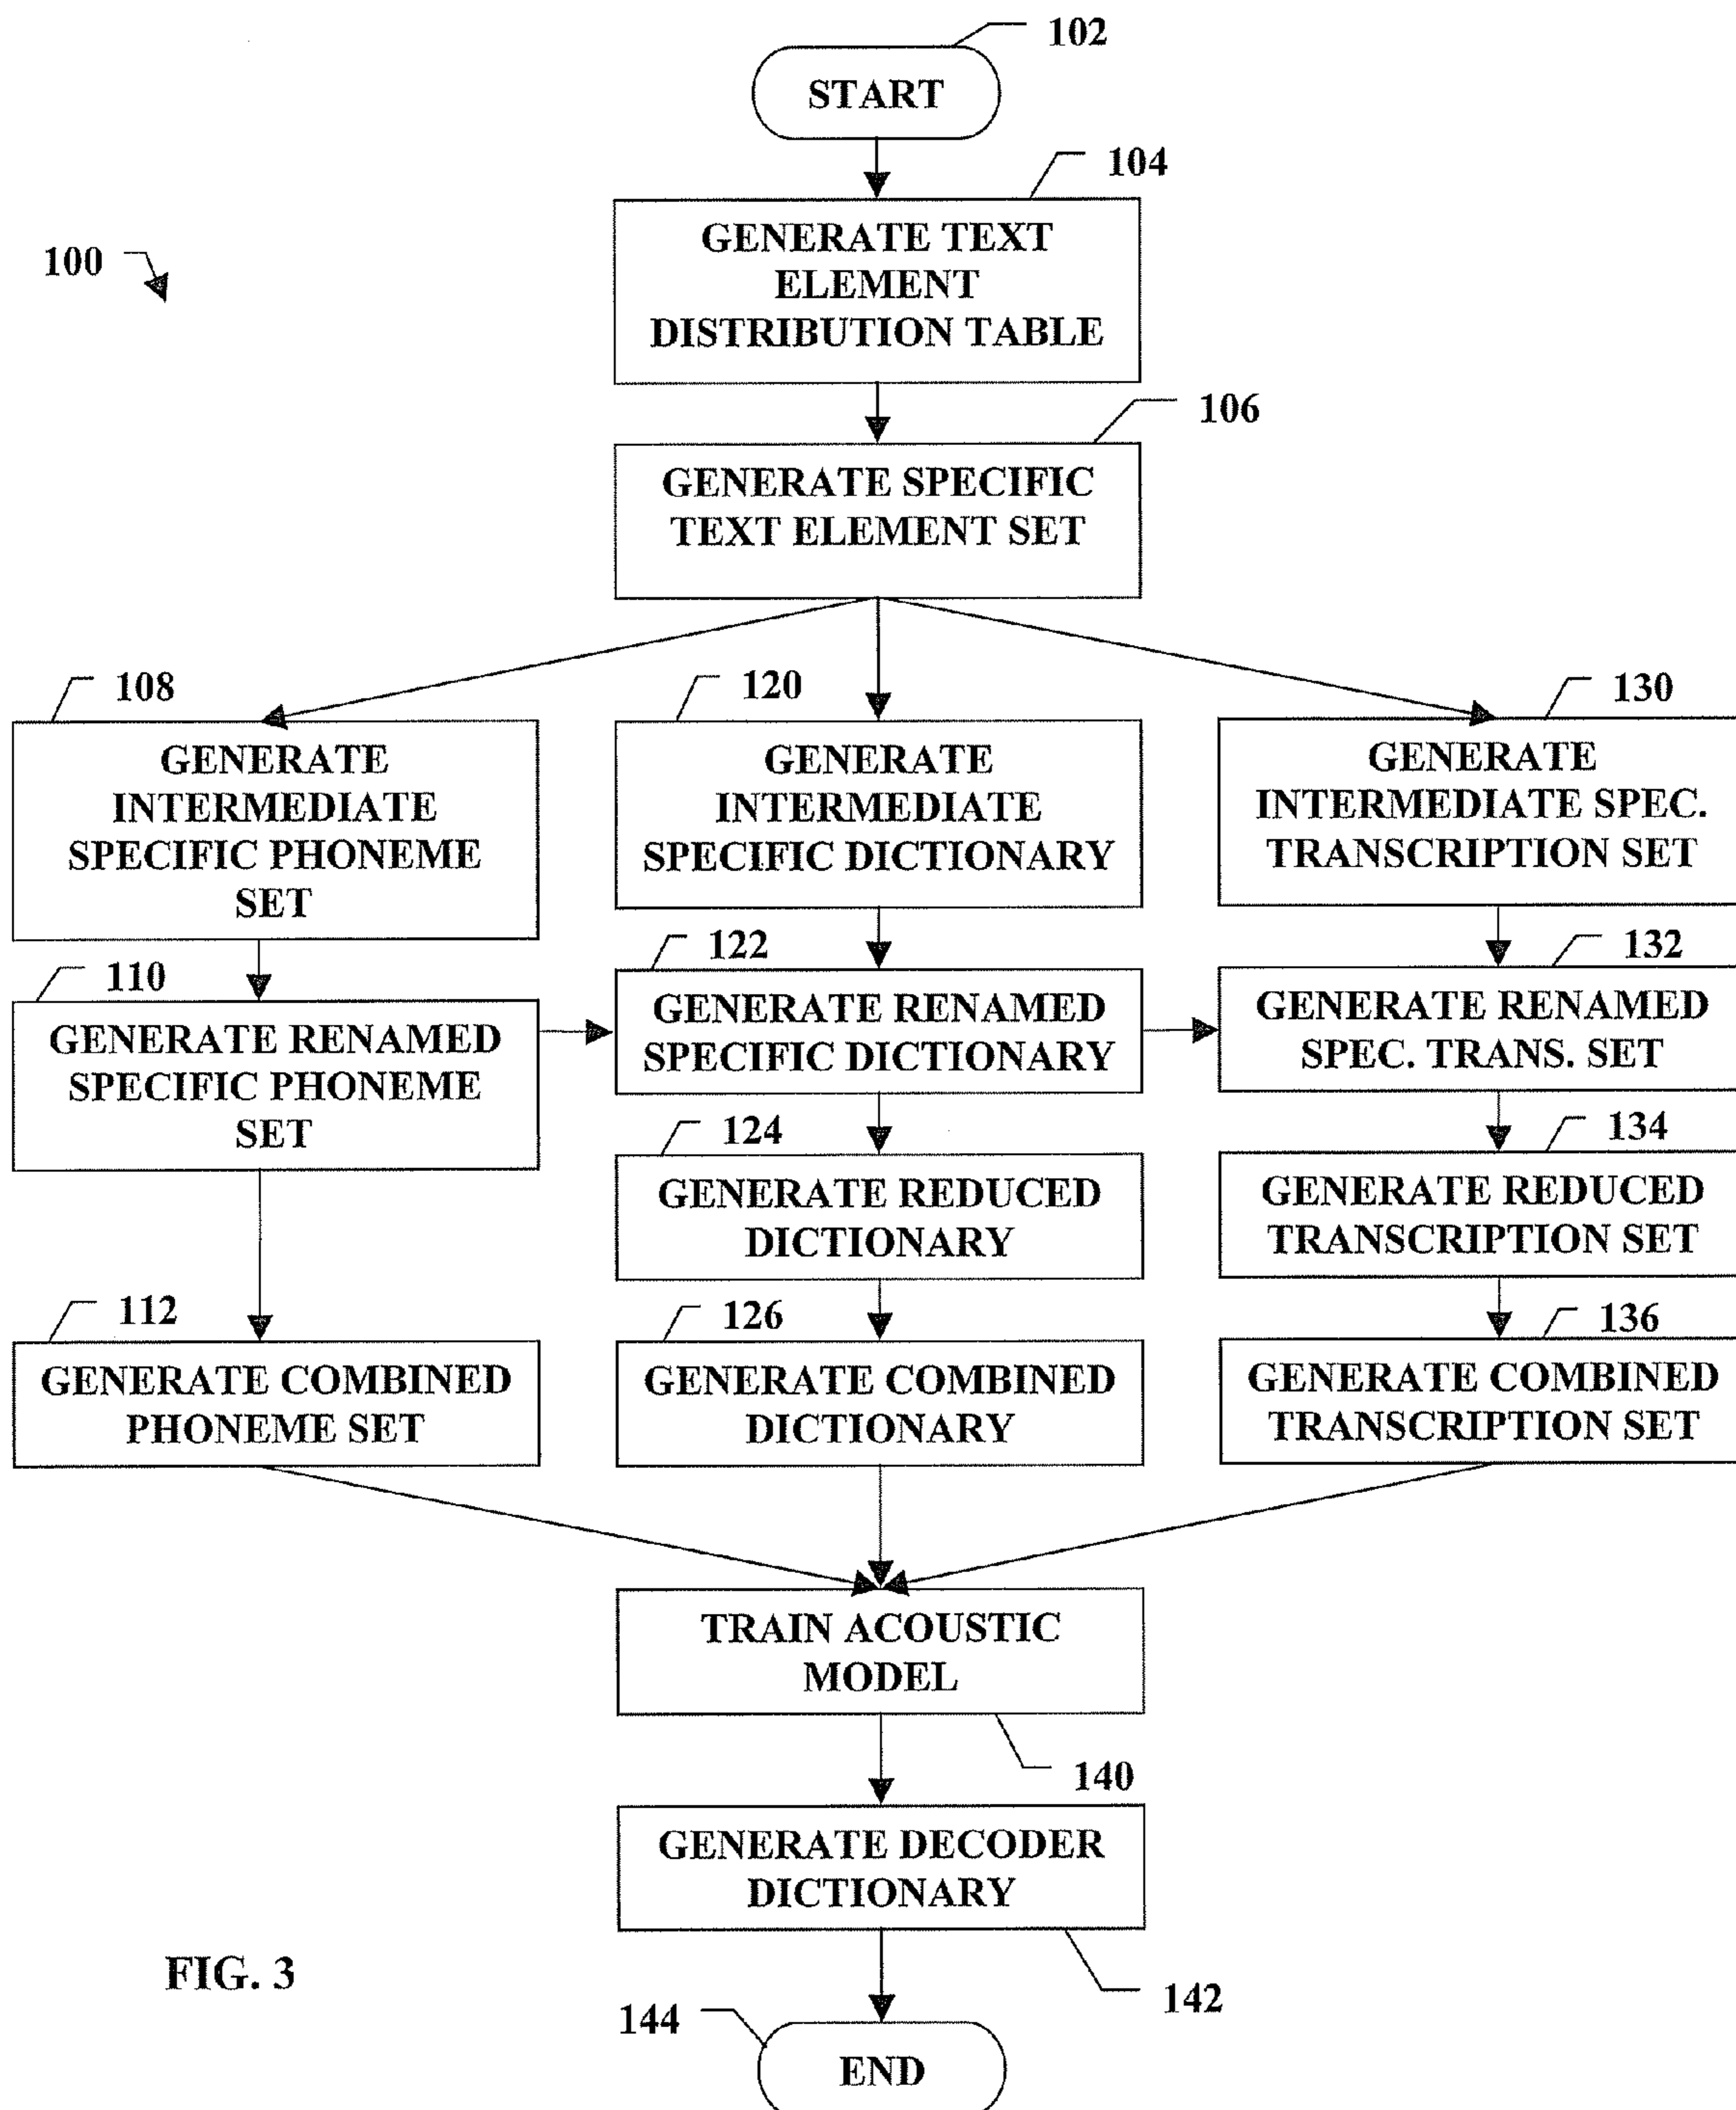 102
START
104
GENERATE TEXT
ELEMENT
DISTRIBUTION TABLE
100
106
GENERATE SPECIFIC
TEXT ELEMENT SET
108
GENERATE
INTERMEDIATE
SPECIFIC PHONEME
SET
120
GENERATE
INTERMEDIATE
SPECIFIC DICTIONARY
130
GENERATE
INTERMEDIATE SPEC.
TRANSCRIPTION SET
110
GENERATE RENAMED
SPECIFIC PHONEME
SET
122
GENERATE RENAMED
SPECIFIC DICTIONARY
132
GENERATE RENAMED
SPEC. TRANS. SET
124
GENERATE REDUCED
DICTIONARY
134
GENERATE REDUCED
TRANSCRIPTION SET
112
GENERATE COMBINED
PHONEME SET
126
GENERATE COMBINED
DICTIONARY
136
GENERATE COMBINED
TRANSCRIPTION SET
TRAIN ACOUSTIC
MODEL
140
GENERATE DECODER
DICTIONARY
142
FIG. 3
144
END